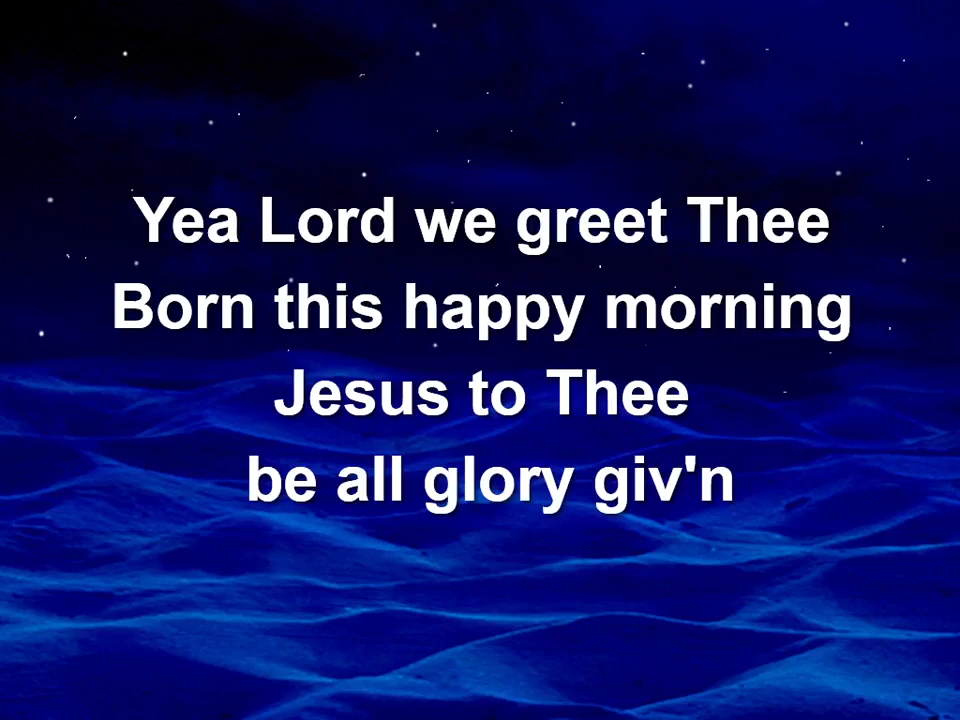 Yea Lord we greet Thee
Born this happy morning
Jesus to Thee
be all glory giv'n